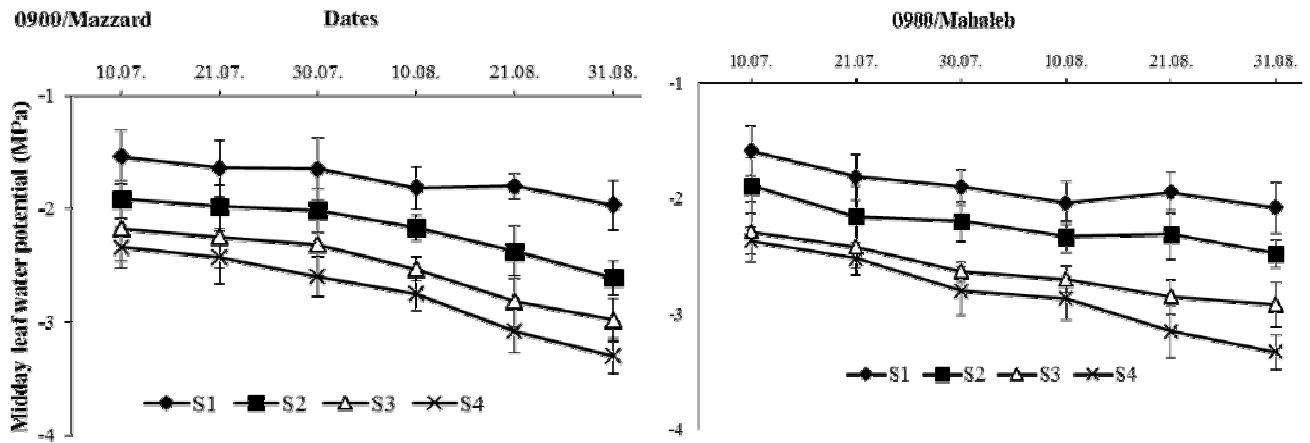 0900/Mazzard Dates
10.07. 21.07. 30.07. 10.08. 21.08. 31.08.
-1
-2
-3
-4
Midday leaf water potential (MPa)
S1 S2 S3 S4
0900/Mahaleb
10.07. 21.07. 30.07. 10.08. 21.08. 31.08.
-1
-2
-3
-4
S1 S2 S3 S4